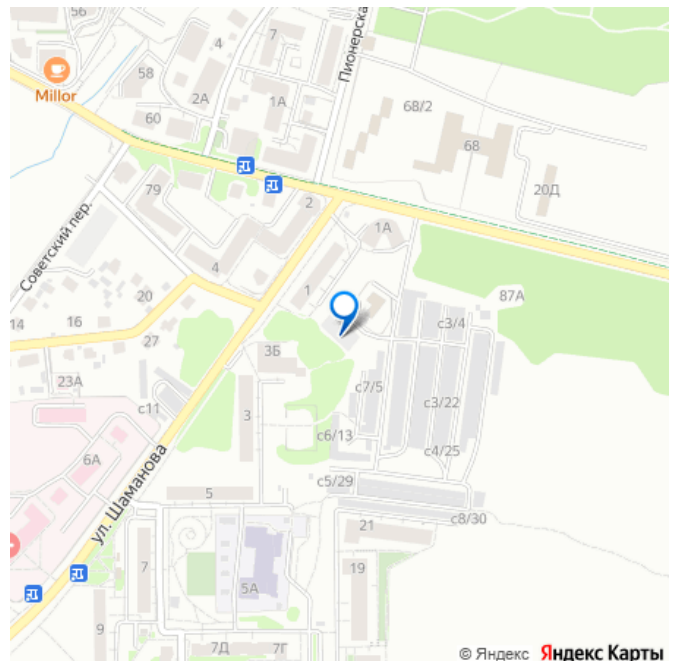 56
4
7
Пионерска
Millor
58
2А
1А
60
68/2
68
20Д
79
2
Советский пер.
1А
4
1
87А
20
14
16
27
с3/4
3Б
23А
с7/5
с11
3
с3/22
с6/13
6А
с4/25
ул. Шаманова
5
с5/29
с8/30
21
7
5А
19
9
7Д
7Г
© Яндекс Яндекс Карты